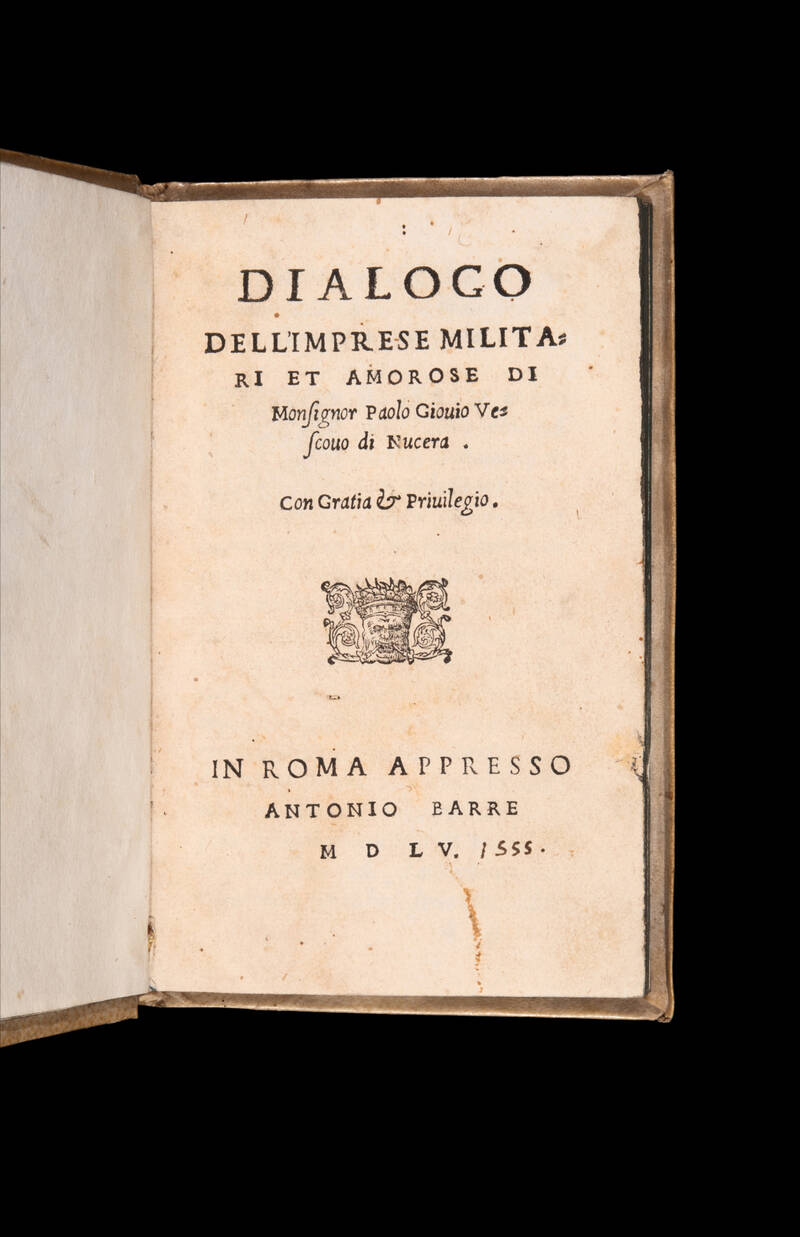 DIALOGO
DELL'IMPRESE MILITA⸗
RI ET AMOROSE DI
Monſignor Paolo Giouio Ve⸗
ſcouo di Nucera .
Con Gratia & Priuilegio.
IN ROMA APPRESSO
ANTONIO BARRE
M D L V. 1555.